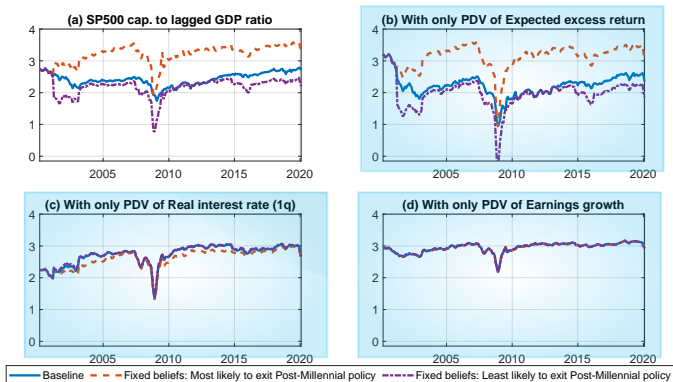 (a) SP500 cap. to lagged GDP ratio
4
3
2
1
0
2005 2010 2015 2020
(b) With only PDV of Expected excess return
4
3
2
1
0
2005 2010 2015 2020
(c) With only PDV of Real interest rate (1q)
4
3
2
1
0
2005 2010 2015 2020
(d) With only PDV of Earnings growth
4
3
2
1
0
2005 2010 2015 2020
Baseline Fixed beliefs: Most likely to exit Post-Millennial policy Fixed beliefs: Least likely to exit Post-Millennial policy